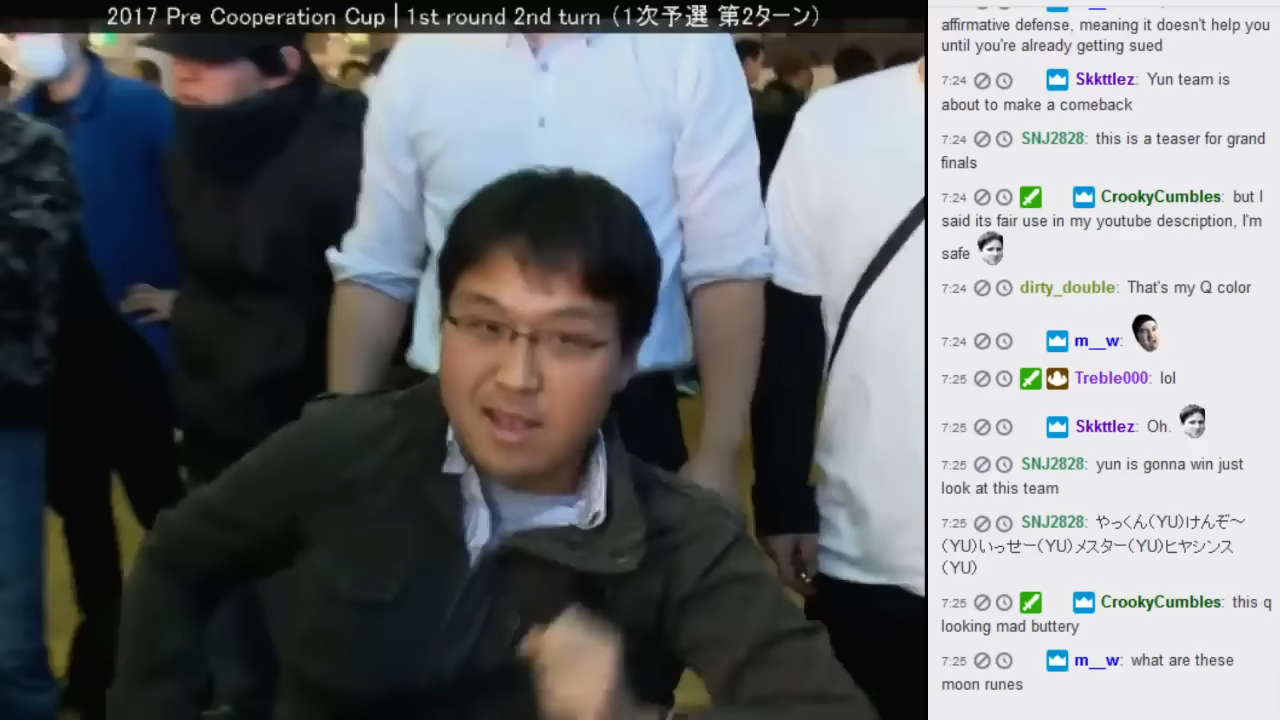 2017 Pre Cooperation Cup | 1st round 2nd turn (1次予選 第2ターン)
affirmative defense, meaning it doesn't help you
until you're already getting sued
7:24 Skkttlez: Yun team is
about to make a comeback
7:24 SNJ2828: this is a teaser for grand
finals
7:24 CrookyCumbles: but I
said its fair use in my youtube description, I'm
safe
7:24 dirty_double: That's my Q color
7:24 m__w:
7:25 Treble000: lol
7:25 Skkttlez: Oh.
7:25 SNJ2828: yun is gonna win just
look at this team
7:25 SNJ2828: やっくん(YU)けんぞ～
(YU)いっせー(YU)メスター(YU)ヒヤシンス
(YU)
7:25 CrookyCumbles: this q
looking mad buttery
7:25 m__w: what are these
moon runes